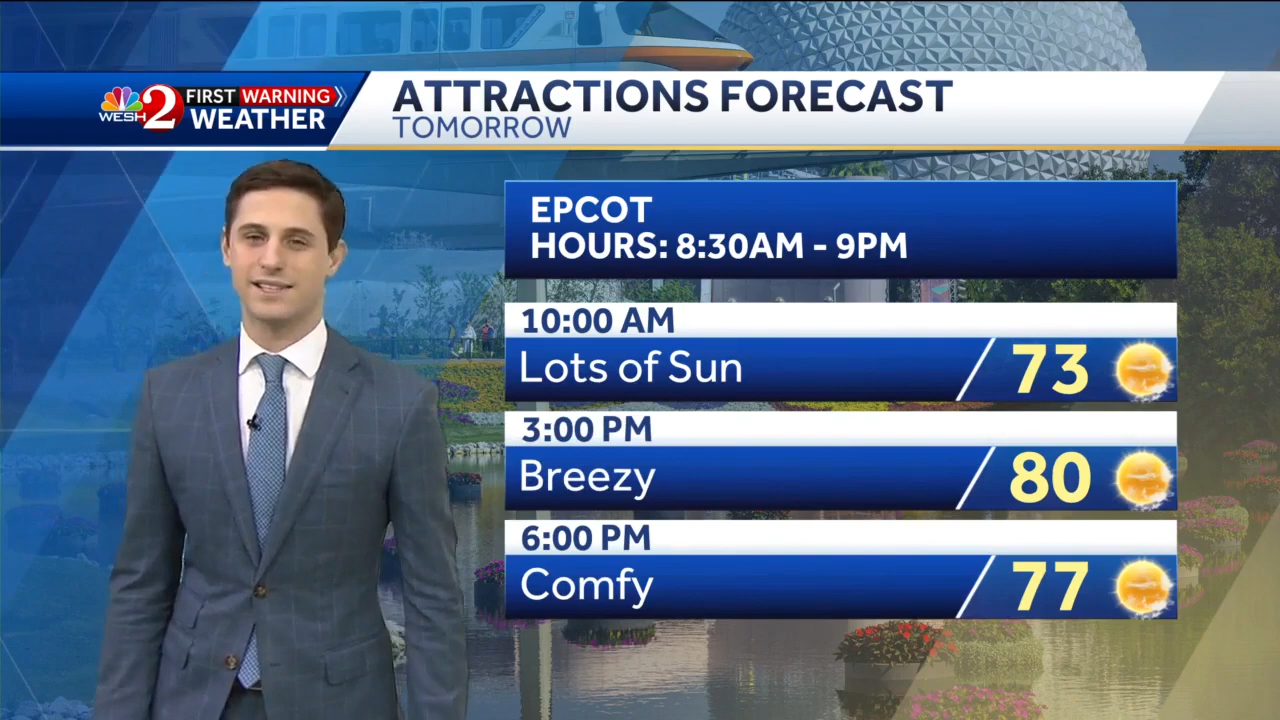 WESH 2 FIRST WARNING
WEATHER
ATTRACTIONS FORECAST
TOMORROW
EPCOT
HOURS: 8:30AM - 9PM
10:00 AM
Lots of Sun 73
3:00 PM
Breezy 80
6:00 PM
Comfy 77